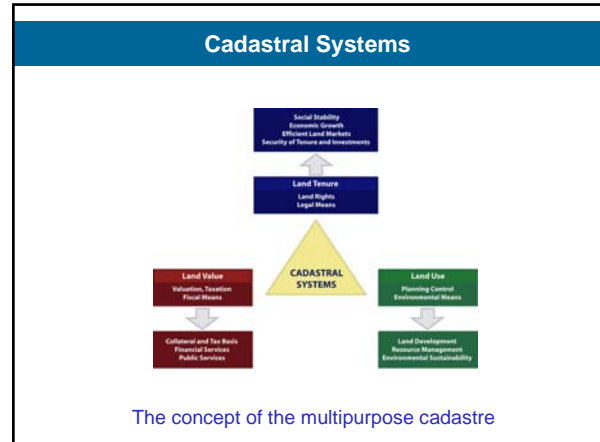 Cadastral Systems
Social Stability
Economic Growth
Efficient Land Markets
Security of Tenure and Investments
Land Tenure
Land Rights
Legal Means
CADASTRAL
SYSTEMS
Land Value
Valuation, Taxation
Fiscal Means
Collateral and Tax Basis
Financial Services
Public Services
Land Use
Planning Control
Environmental Means
Land Development
Resource Management
Environmental Sustainability
The concept of the multipurpose cadastre